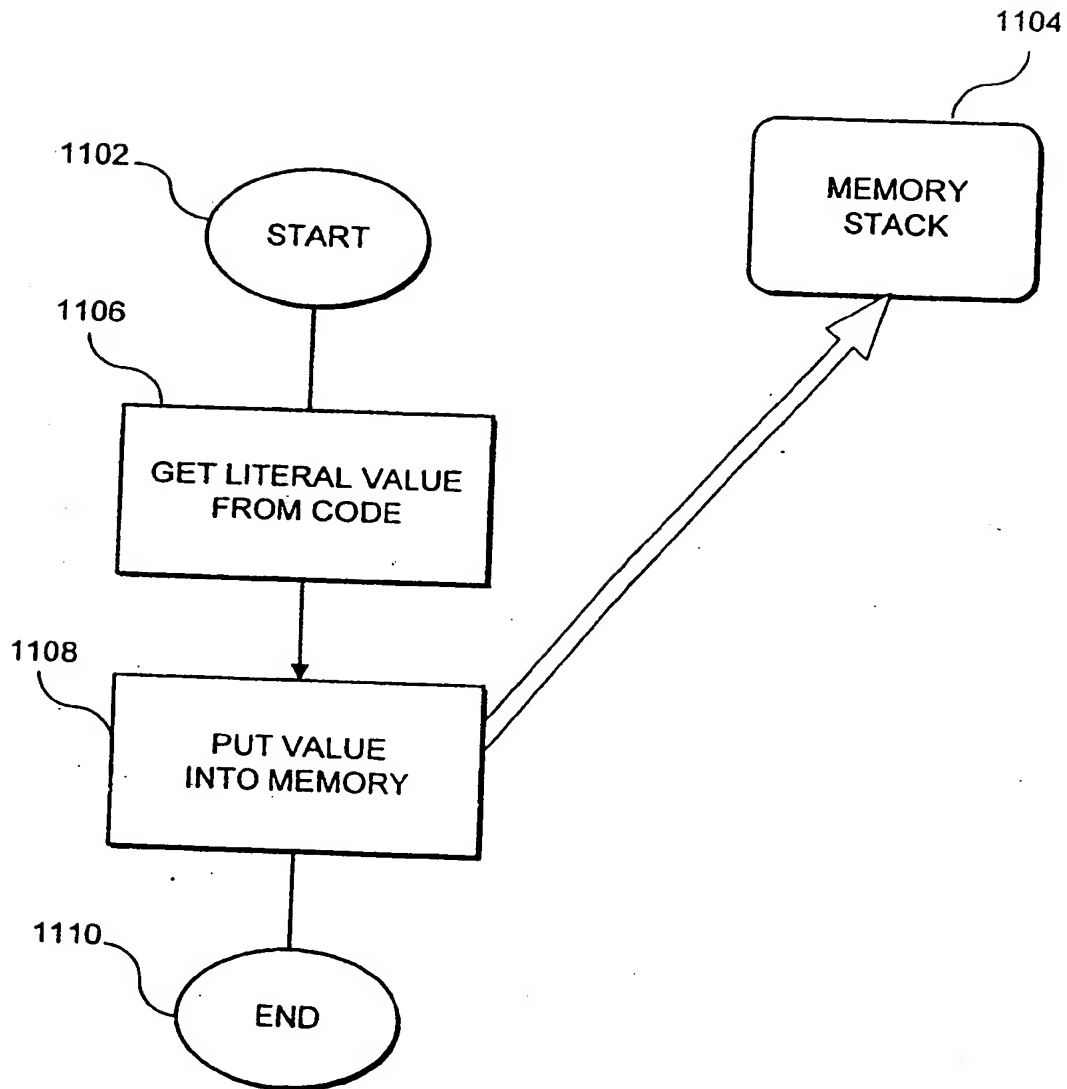 1104
MEMORY
STACK
1102
START
1106
GET LITERAL VALUE
FROM CODE
1108
PUT VALUE
INTO MEMORY
1110
END